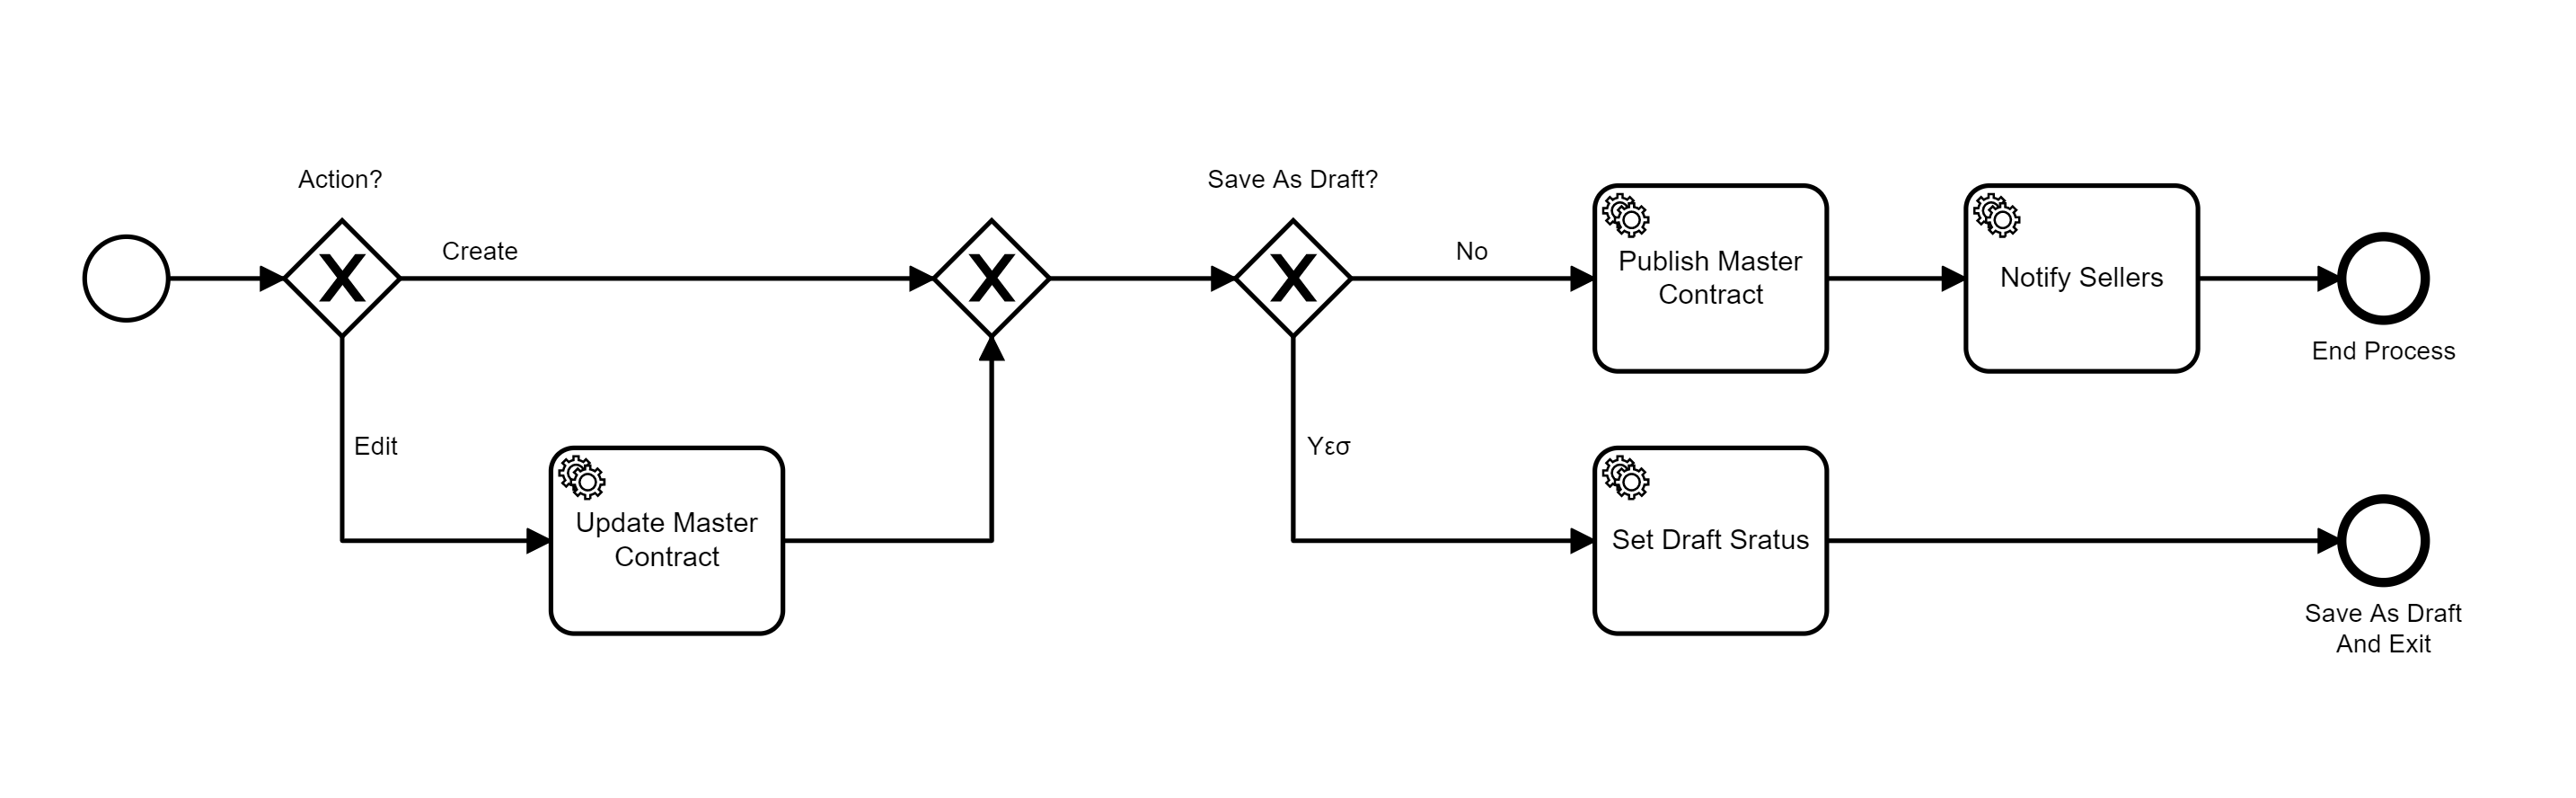 Action?
Create
Edit
Update Master
Contract
Save As Draft?
No
Υεσ
Publish Master
Contract
Notify Sellers
End Process
Set Draft Sratus
Save As Draft
And Exit